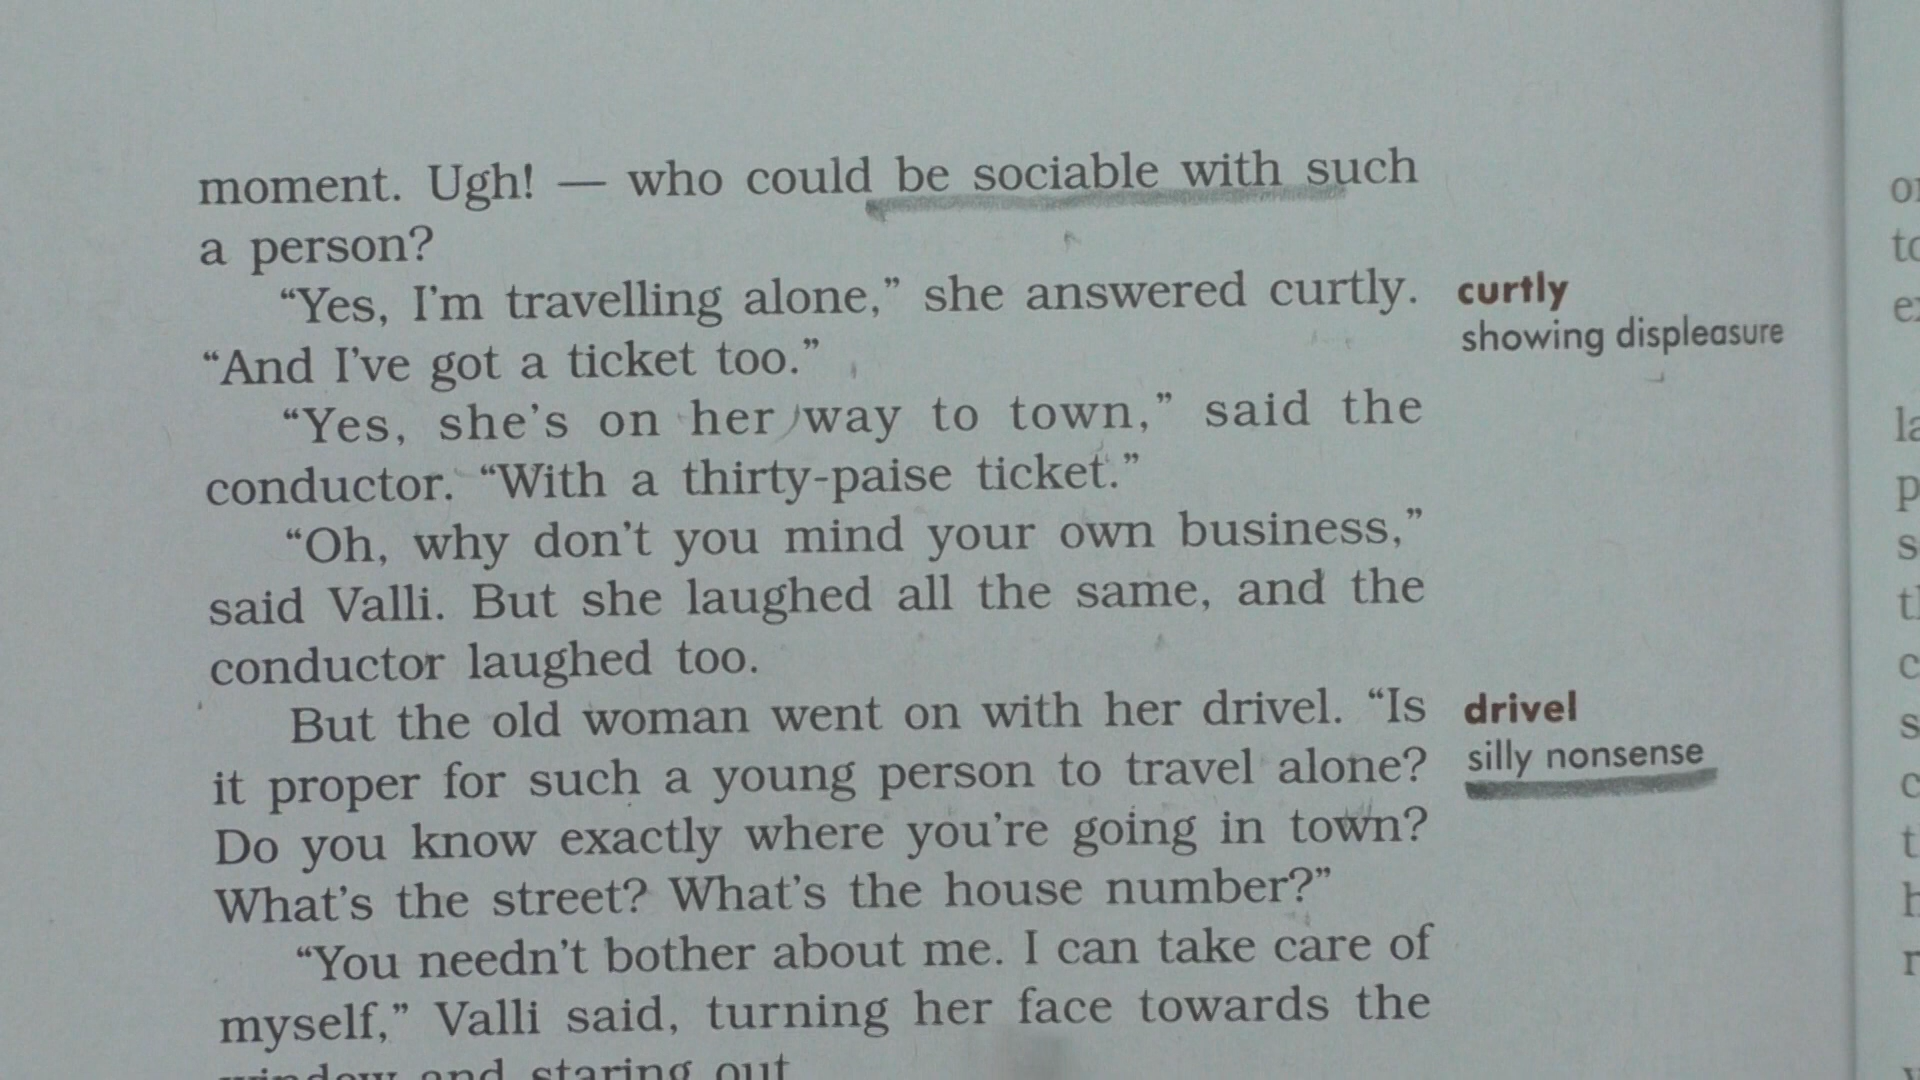 moment. Ugh! — who could be sociable with such
a person?
“Yes, I'm travelling alone,” she answered curtly.
“And I've got a ticket too.”
“Yes, she's on her way to town,” said the
conductor. “With a thirty-paise ticket.”
“Oh, why don't you mind your own business,”
said Valli. But she laughed all the same, and the
conductor laughed too.
But the old woman went on with her drivel. “Is
it proper for such a young person to travel alone?
Do you know exactly where you're going in town?
What's the street? What's the house number?”
“You needn't bother about me. I can take care of
myself,” Valli said, turning her face towards the
window and staring out
curtly
showing displeasure
drivel
silly nonsense